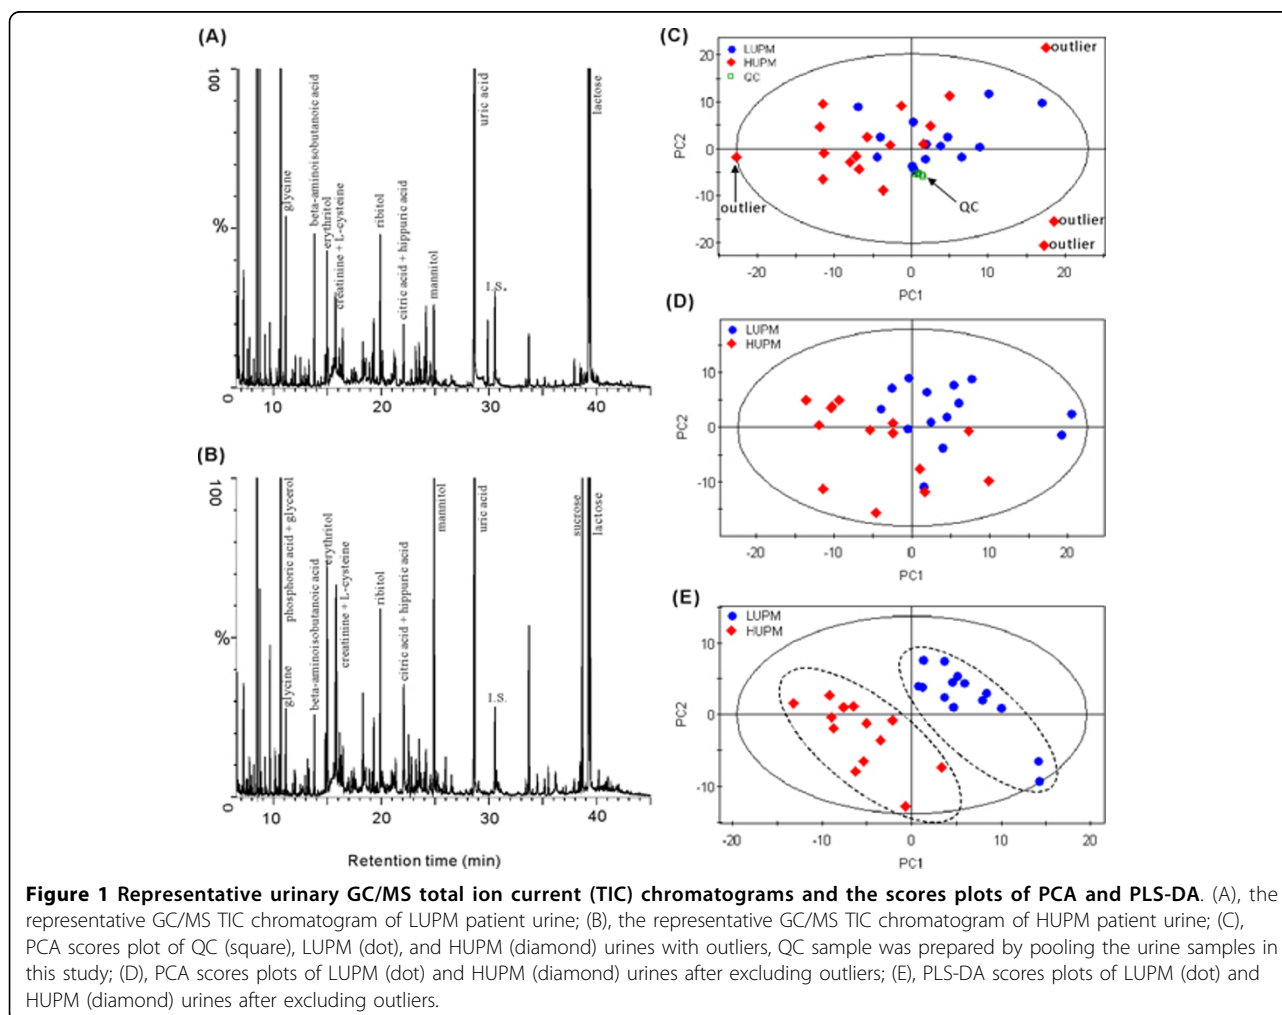 (A)
100
%
0
glycine
beta-aminoisobutanoic acid
erythritol
creatinine + L-cysteine
ribitol
citric acid + hippuric acid
mannitol
uric acid
I.S.
lactose
10 20 30 40
(B)
100
%
0
phosphoric acid + glycerol
glycine
beta-aminoisobutanoic acid
erythritol
creatinine + L-cysteine
ribitol
citric acid + hippuric acid
mannitol
uric acid
I.S.
sucrose
lactose
10 20 30 40
Retention time (min)
(C)
LUPM
HUPM
QC
outlier
outlier
outlier
outlier
QC
PC2
20
10
0
-10
-20
-20 -10 0 10 20
PC1
(D)
LUPM
HUPM
PC2
10
0
-10
-20 -10 0 10 20
PC1
(E)
LUPM
HUPM
PC2
10
0
-10
-20 -10 0 10 20
PC1
Figure 1 Representative urinary GC/MS total ion current (TIC) chromatograms and the scores plots of PCA and PLS-DA. (A), the
representative GC/MS TIC chromatogram of LUPM patient urine; (B), the representative GC/MS TIC chromatogram of HUPM patient urine; (C),
PCA scores plot of QC (square), LUPM (dot), and HUPM (diamond) urines with outliers, QC sample was prepared by pooling the urine samples in
this study; (D), PCA scores plots of LUPM (dot) and HUPM (diamond) urines after excluding outliers; (E), PLS-DA scores plots of LUPM (dot) and
HUPM (diamond) urines after excluding outliers.